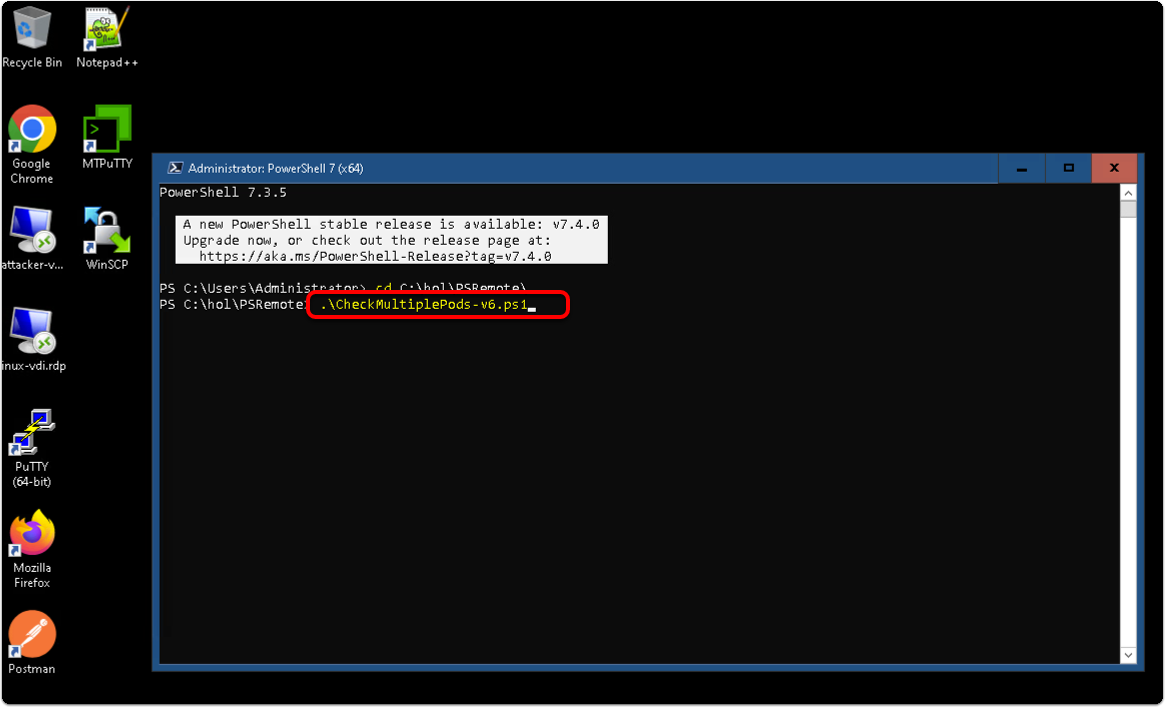 Recycle Bin
Notepad++
Google
Chrome
MTPuTTY
attacker-v...
WinSCP
inux-vdi.rdp
PuTTY
(64-bit)
Mozilla
Firefox
Postman
Administrator: PowerShell 7 (x64)
PowerShell 7.3.5
A new PowerShell stable release is available: v7.4.0
Upgrade now, or check out the release page at:
https://aka.ms/PowerShell-Release?tag=v7.4.0
PS C:\Users\Administrator> cd C:\hol\PSRemote\
PS C:\hol\PSRemote> .\CheckMultiplePods-v6.ps1